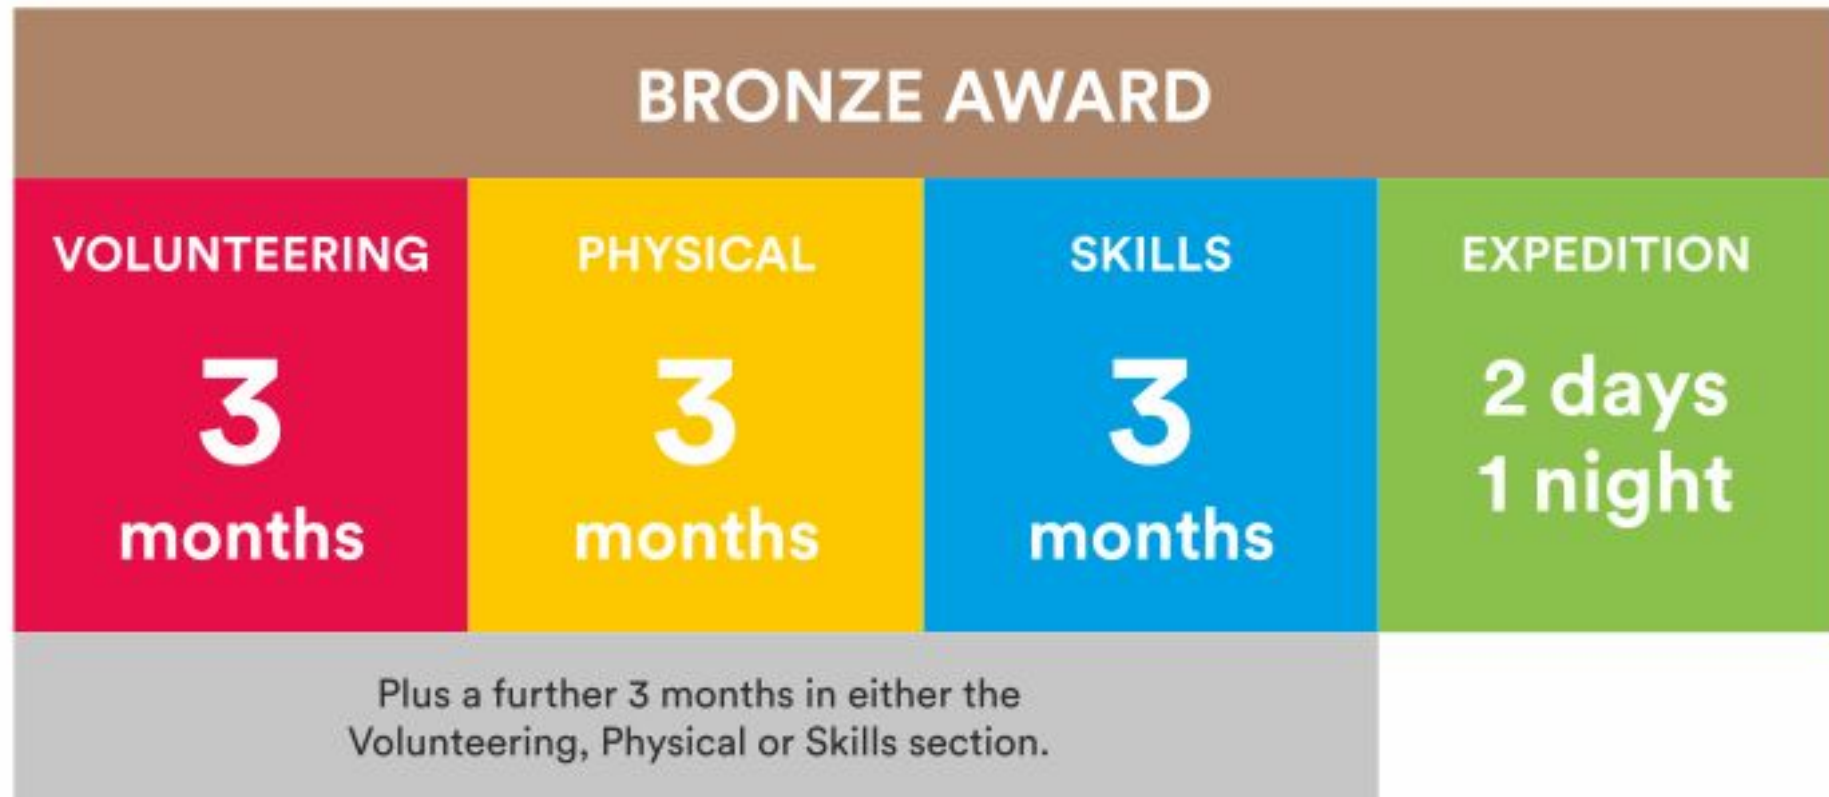 BRONZE AWARD
VOLUNTEERING
3
months
PHYSICAL
3
months
SKILLS
3
months
EXPEDITION
2 days
1 night
Plus a further 3 months in either the
Volunteering, Physical or Skills section.